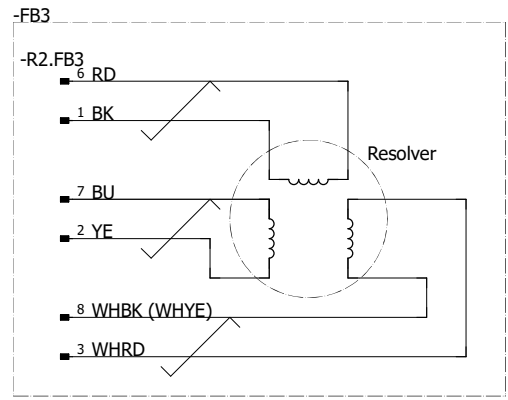 -FB3
-R2.FB3
6 RD
1 BK
Resolver
7 BU
2 YE
8 WHBK (WHYE)
3 WHRD